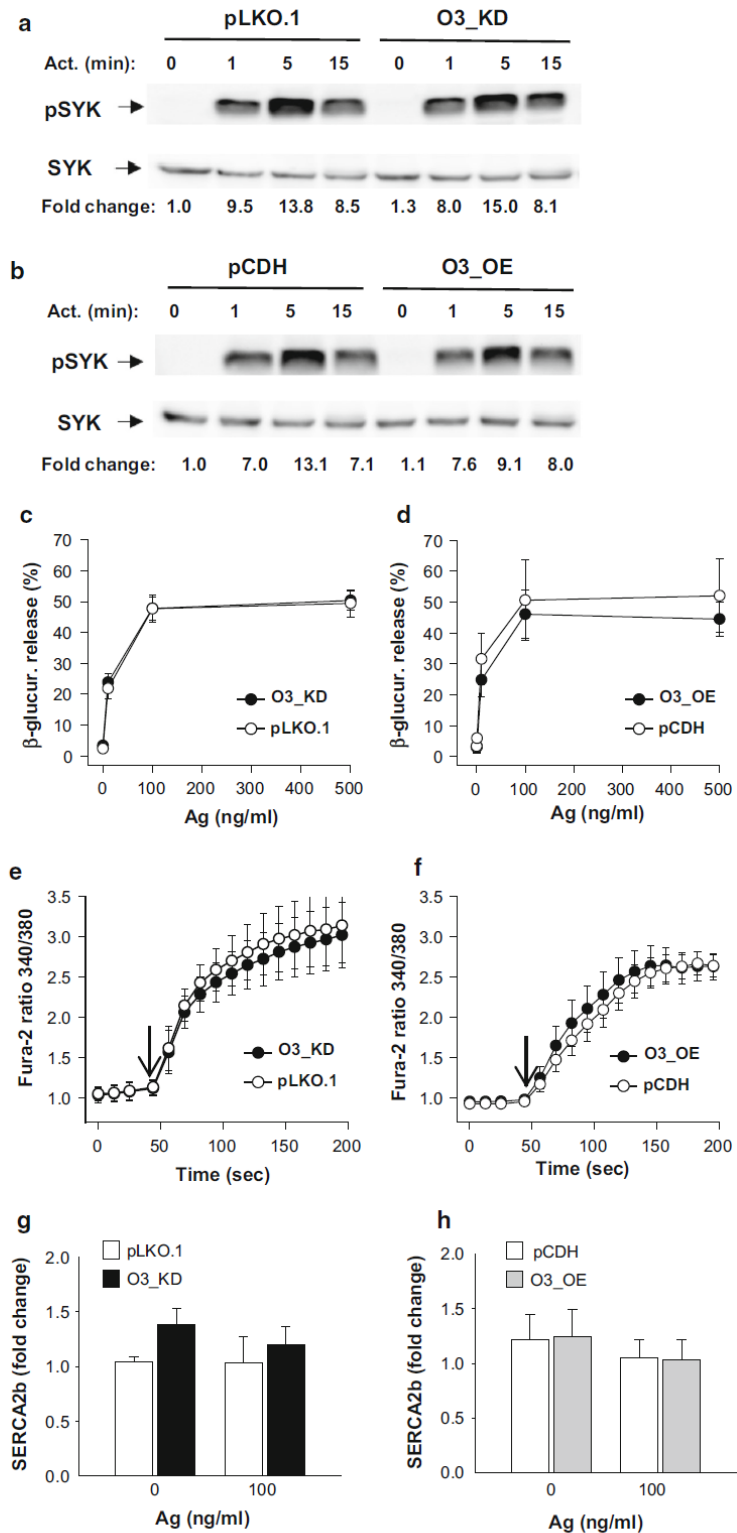 a
pLKO.1 O3_KD
Act. (min): 0 1 5 15 0 1 5 15
pSYK
SYK
Fold change: 1.0 9.5 13.8 8.5 1.3 8.0 15.0 8.1
b
pCDH O3_OE
Act. (min): 0 1 5 15 0 1 5 15
pSYK
SYK
Fold change: 1.0 7.0 13.1 7.1 1.1 7.6 9.1 8.0
c
β-glucur. release (%)
70
60
50
40
30
20
10
0
O3_KD
pLKO.1
0 100 200 300 400 500
Ag (ng/ml)
d
β-glucur. release (%)
70
60
50
40
30
20
10
0
O3_OE
pCDH
0 100 200 300 400 500
Ag (ng/ml)
e
Fura-2 ratio 340/380
3.5
3.0
2.5
2.0
1.5
1.0
O3_KD
pLKO.1
0 50 100 150 200
Time (sec)
f
Fura-2 ratio 340/380
3.5
3.0
2.5
2.0
1.5
1.0
O3_OE
pCDH
0 50 100 150 200
Time (sec)
g
SERCA2b (fold change)
pLKO.1
O3_KD
2.0
1.5
1.0
0.5
0.0
0 100
Ag (ng/ml)
h
SERCA2b (fold change)
pCDH
O3_OE
2.0
1.5
1.0
0.5
0.0
0 100
Ag (ng/ml)